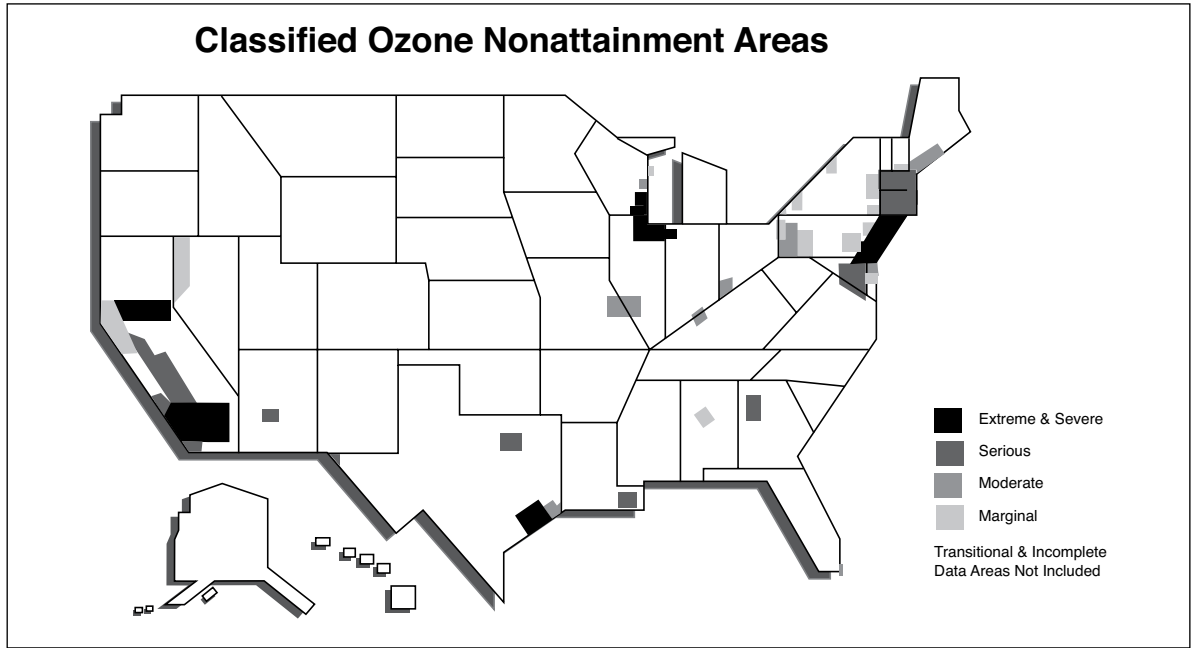 Classified Ozone Nonattainment Areas
Extreme & Severe
Serious
Moderate
Marginal
Transitional & Incomplete
Data Areas Not Included